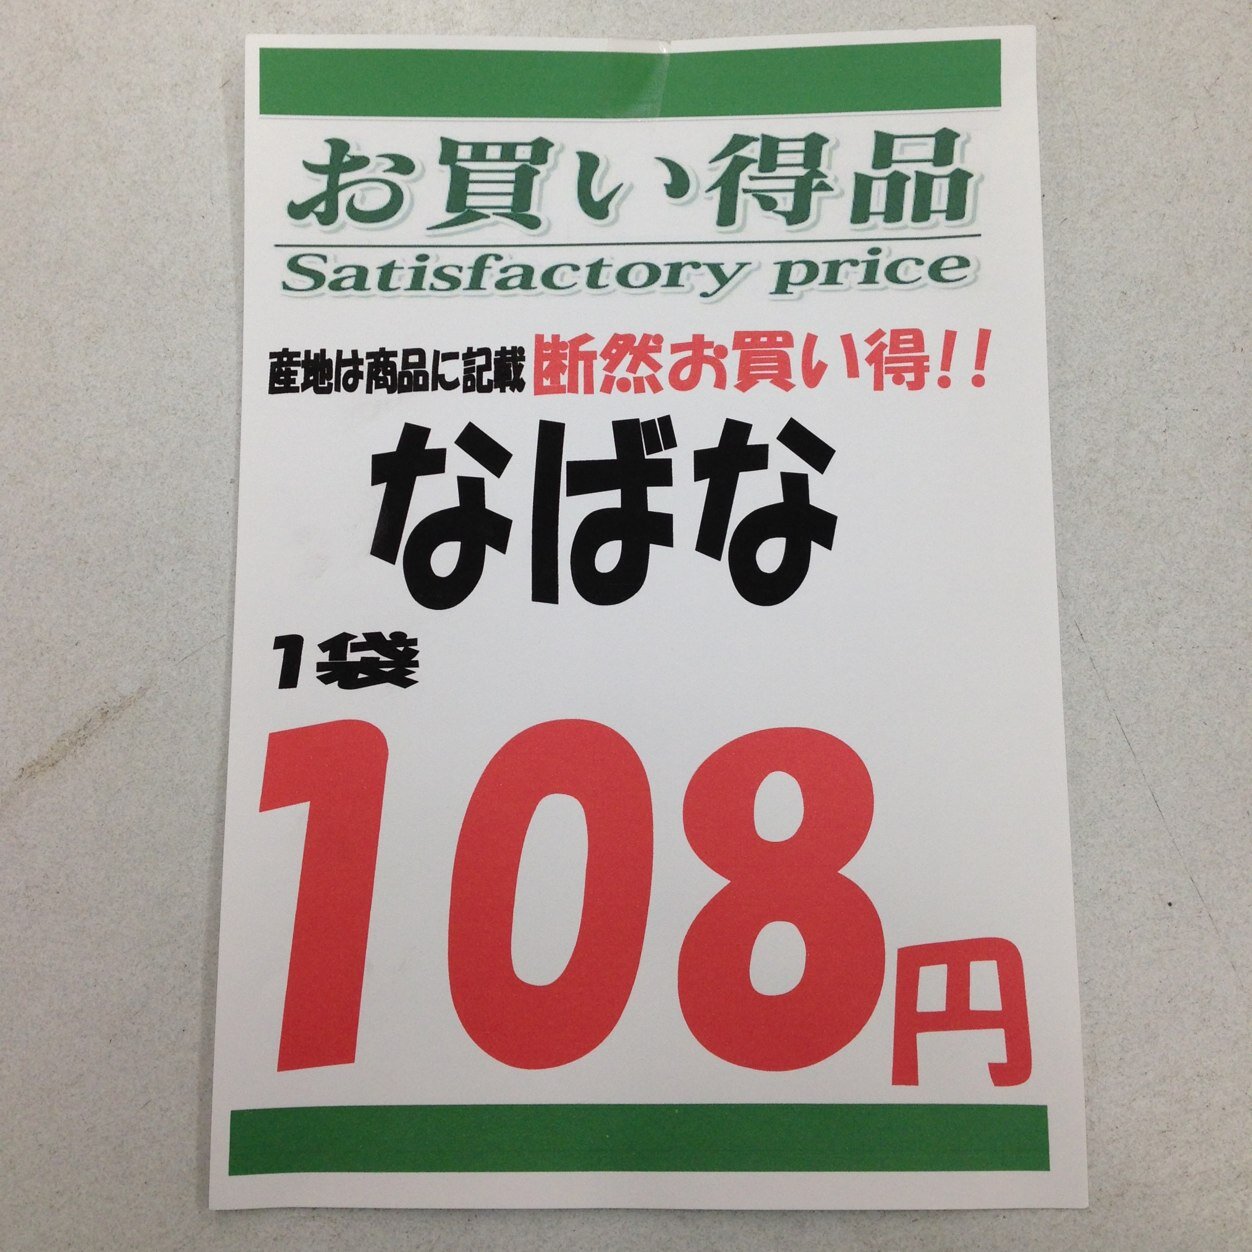 お買い得品
Satisfactory price
産地は商品に記載 断然お買い得!!
なばな
1袋
108円